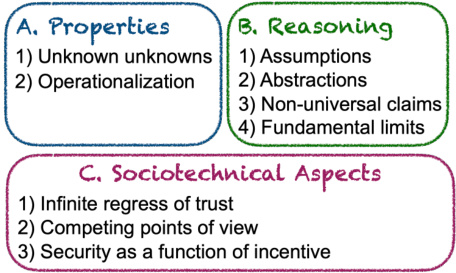 A. Properties
1) Unknown unknowns
2) Operationalization
B. Reasoning
1) Assumptions
2) Abstractions
3) Non-universal claims
4) Fundamental limits
C. Sociotechnical Aspects
1) Infinite regress of trust
2) Competing points of view
3) Security as a function of incentive